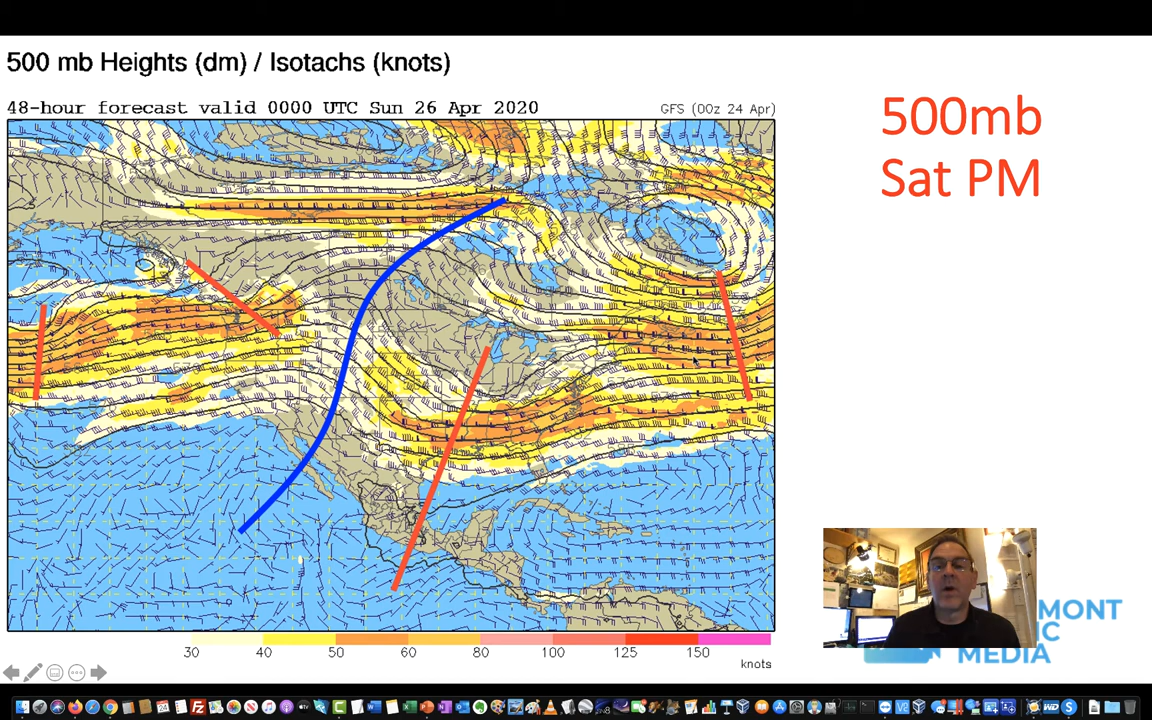 500 mb Heights (dm) / Isotachs (knots)
48-hour forecast valid 0000 UTC Sun 26 Apr 2020
GFS (00z 24 Apr)
500mb
Sat PM
30 40 50 60 80 100 125 150
knots
MONT
IC
MEDIA